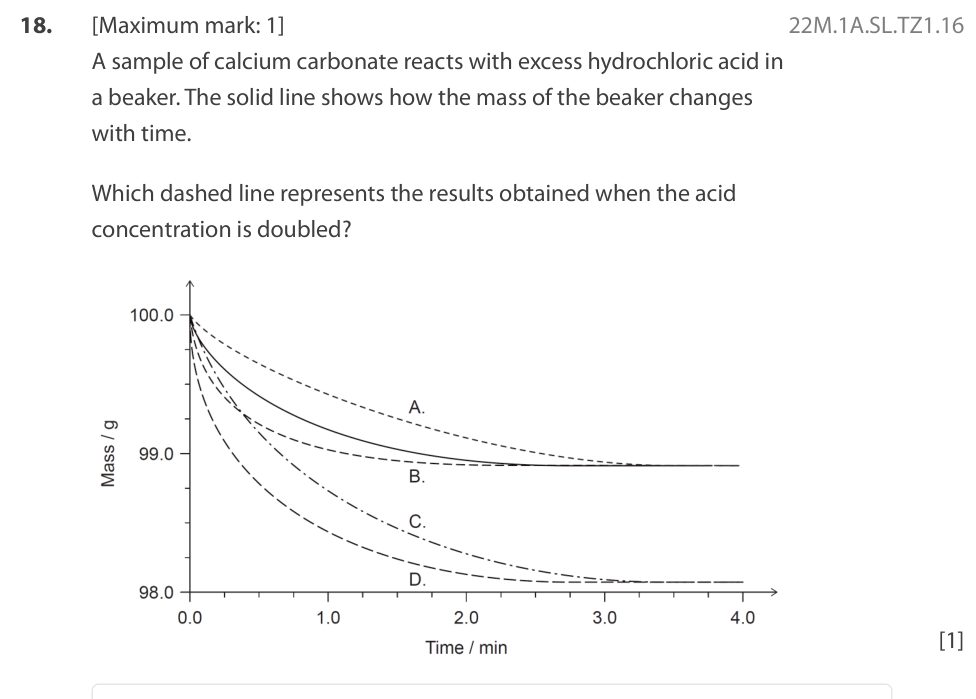 18. [Maximum mark: 1] 22M.1A.SL.TZ1.16
A sample of calcium carbonate reacts with excess hydrochloric acid in
a beaker. The solid line shows how the mass of the beaker changes
with time.
Which dashed line represents the results obtained when the acid
concentration is doubled?
100.0
A.
99.0
B.
Mass / g
C.
D.
98.0
0.0 1.0 2.0 3.0 4.0
Time / min
[1]